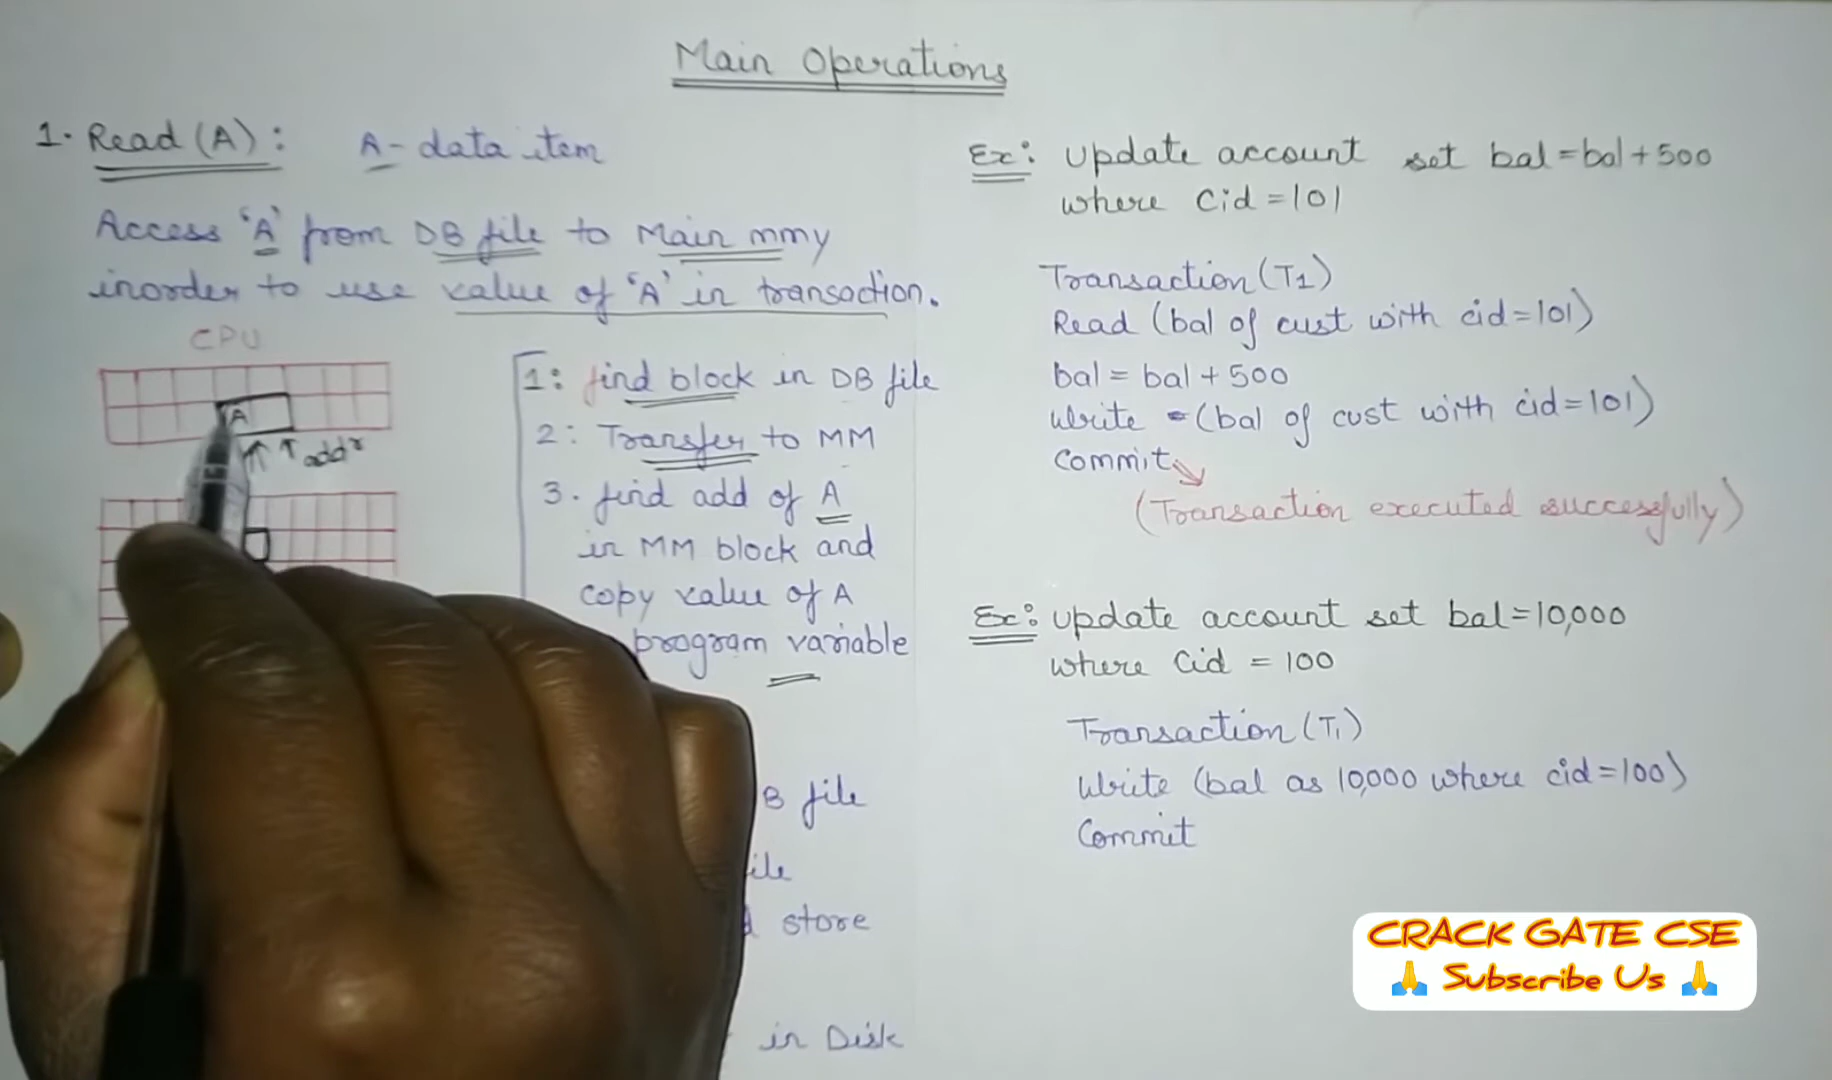 Main Operations
1. Read (A): A - data item
Access 'A' from DB file to Main mmy
inorder to use value of 'A' in transaction.
CPU
A
addr
1: find block in DB file
2: Transfer to MM
3. find add of A
in MM block and
copy value of A
program variable
B file
ile
store
in Disk
Ex: update account set bal=bal+500
where Cid=101
Transaction (T1)
Read (bal of cust with cid=101)
bal = bal + 500
Write (bal of cust with cid=101)
Commit
(Transaction executed successfully)
Ex: update account set bal=10,000
where Cid = 100
Transaction (T1)
Write (bal as 10,000 where cid=100)
Commit
CRACK GATE CSE
🙏 Subscribe Us 🙏